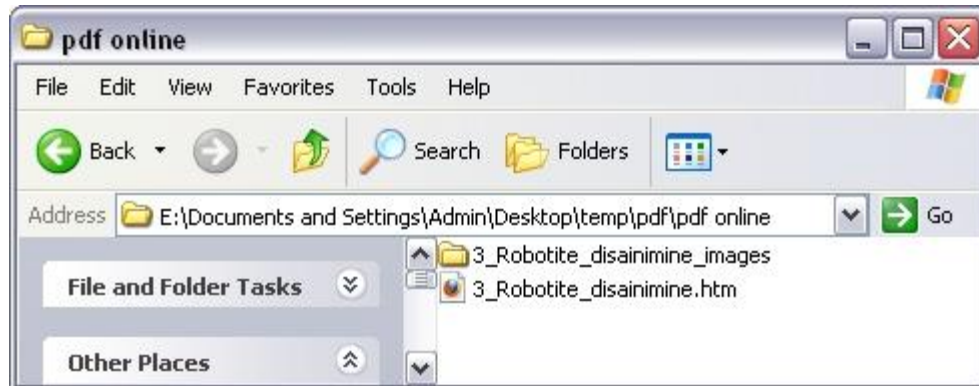 pdf online
File Edit View Favorites Tools Help
Back Search Folders
Address E:\Documents and Settings\Admin\Desktop\temp\pdf\pdf online Go
File and Folder Tasks
Other Places
3_Robotite_disainimine_images
3_Robotite_disainimine.htm